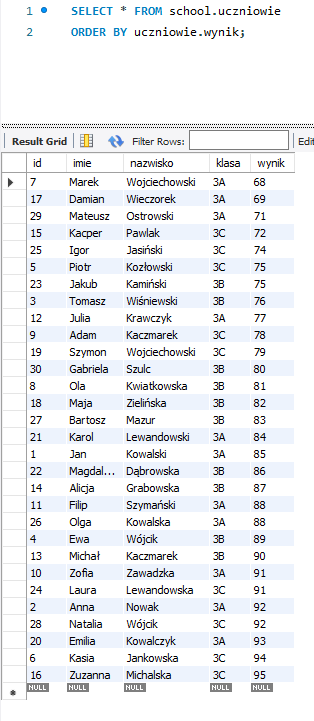 1 SELECT * FROM school.uczniowie
2 ORDER BY uczniowie.wynik;
Result Grid Filter Rows: Edit
id imie nazwisko klasa wynik
7 Marek Wojciechowski 3A 68
17 Damian Wieczorek 3A 69
29 Mateusz Ostrowski 3A 71
15 Kacper Pawlak 3C 72
25 Igor Jasiński 3C 74
5 Piotr Kozłowski 3C 75
23 Jakub Kamiński 3B 75
3 Tomasz Wiśniewski 3B 76
12 Julia Krawczyk 3A 77
9 Adam Kaczmarek 3C 78
19 Szymon Wojciechowski 3C 79
30 Gabriela Szulc 3B 80
8 Ola Kwiatkowska 3B 81
18 Maja Zielińska 3B 82
27 Bartosz Mazur 3B 83
21 Karol Lewandowski 3A 84
1 Jan Kowalski 3A 85
22 Magdal... Dąbrowska 3B 86
14 Alicja Grabowska 3B 87
11 Filip Szymański 3A 88
26 Olga Kowalska 3A 88
4 Ewa Wójcik 3B 89
13 Michał Kaczmarek 3B 90
10 Zofia Zawadzka 3A 91
24 Laura Lewandowska 3C 91
2 Anna Nowak 3A 92
28 Natalia Wójcik 3C 92
20 Emilia Kowalczyk 3A 93
6 Kasia Jankowska 3C 94
16 Zuzanna Michalska 3C 95
NULL NULL NULL NULL NULL